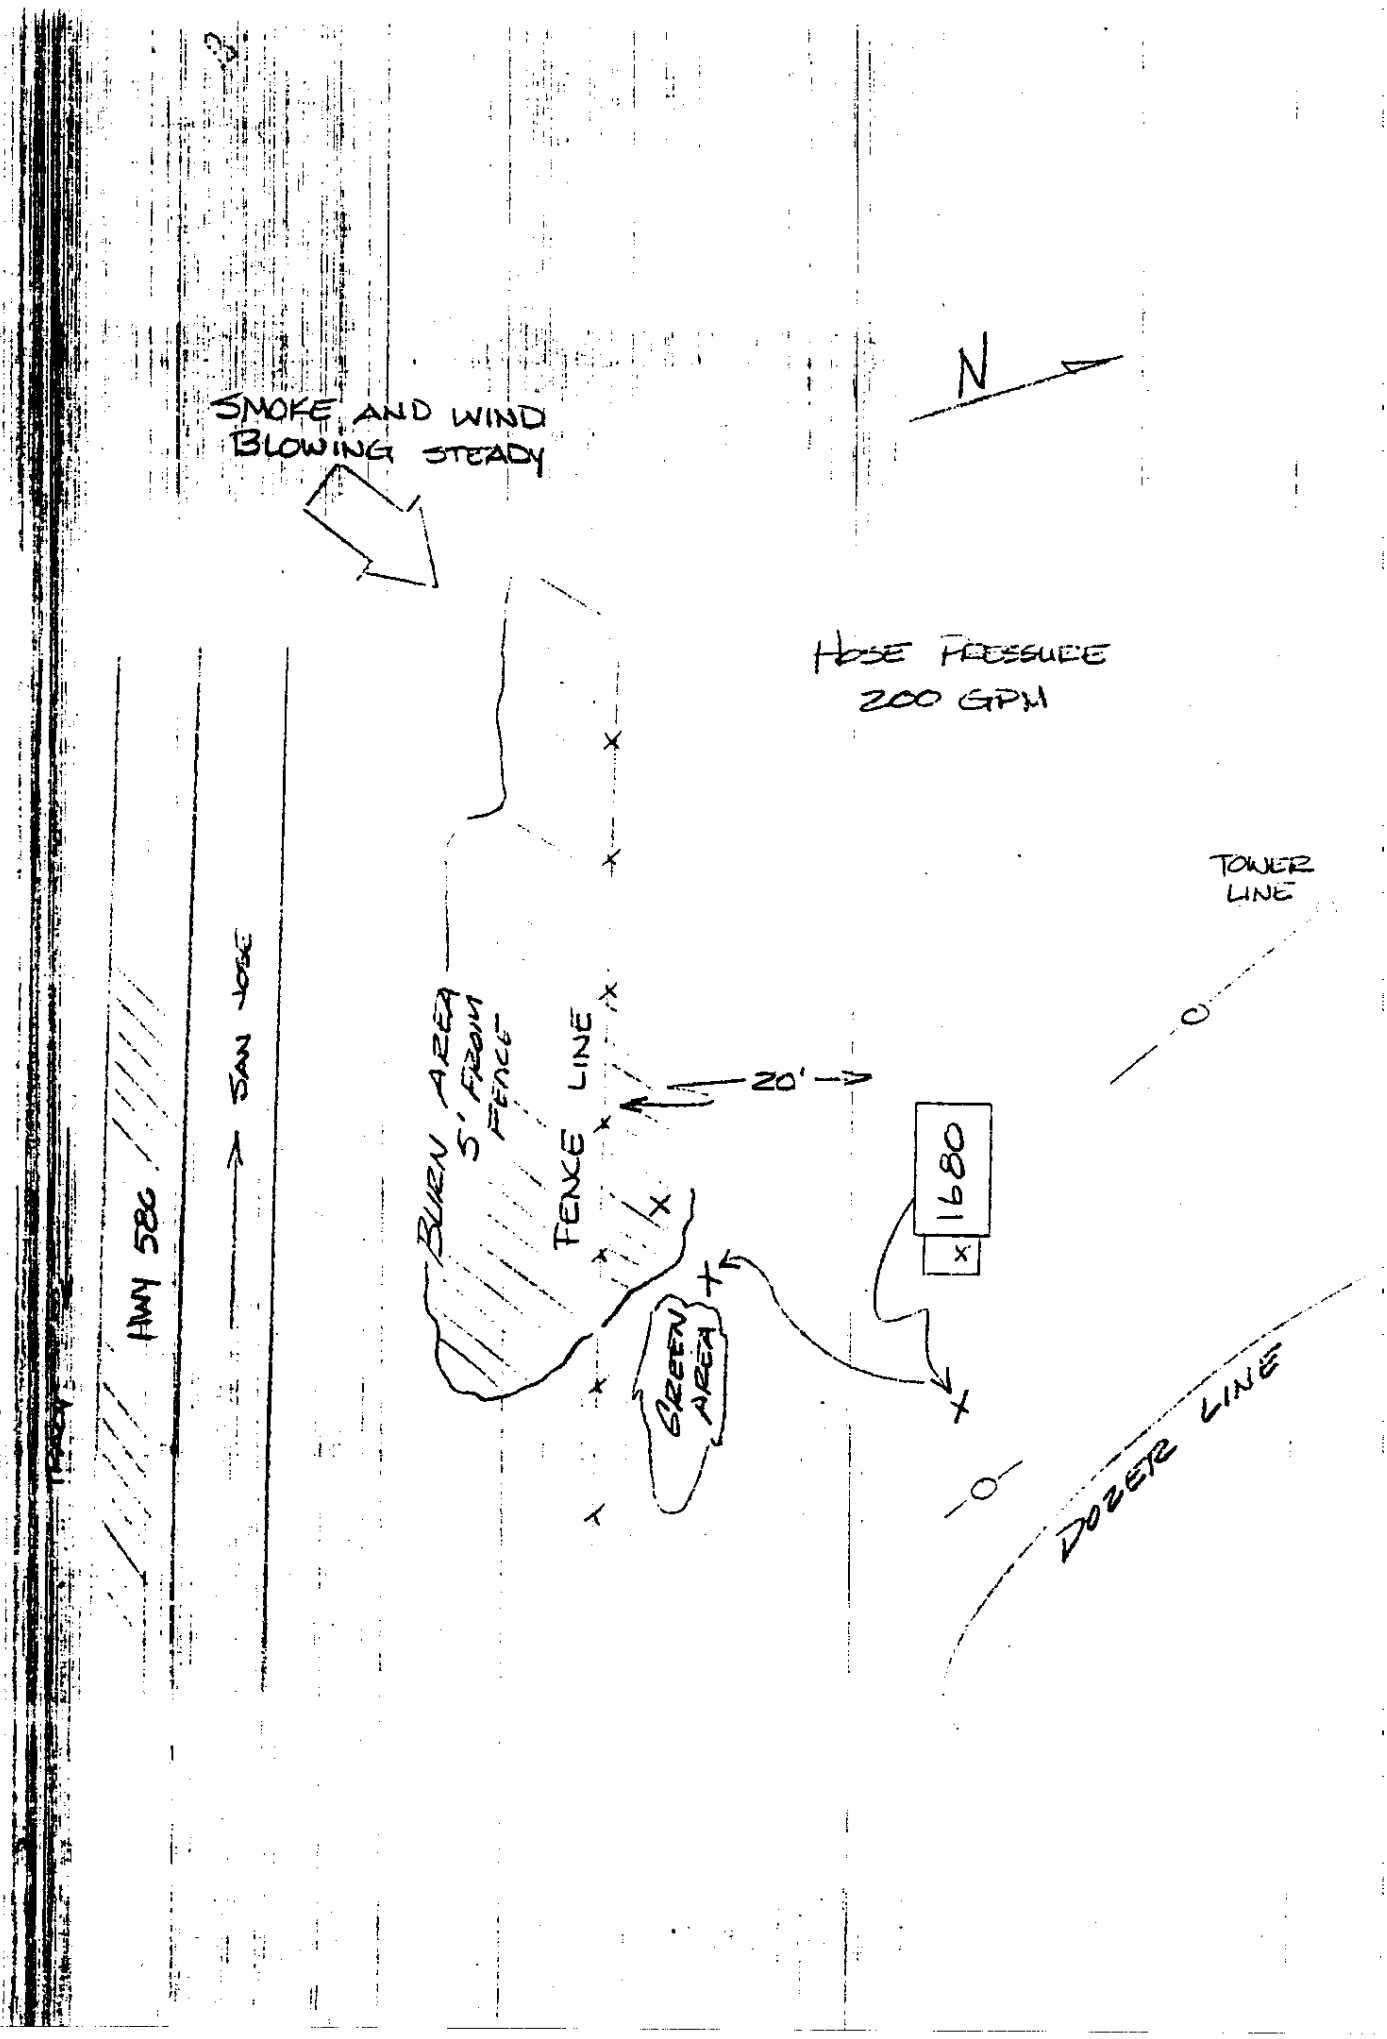 N
SMOKE AND WIND
BLOWING STEADY
HOSE PRESSURE
200 GPM
TOWER
LINE
SAN JOSE
BURN AREA
5' FROM
FENCE
FENCE LINE
20'
1680
HWY 580
TRACY
GREEN
AREA
DOZER LINE